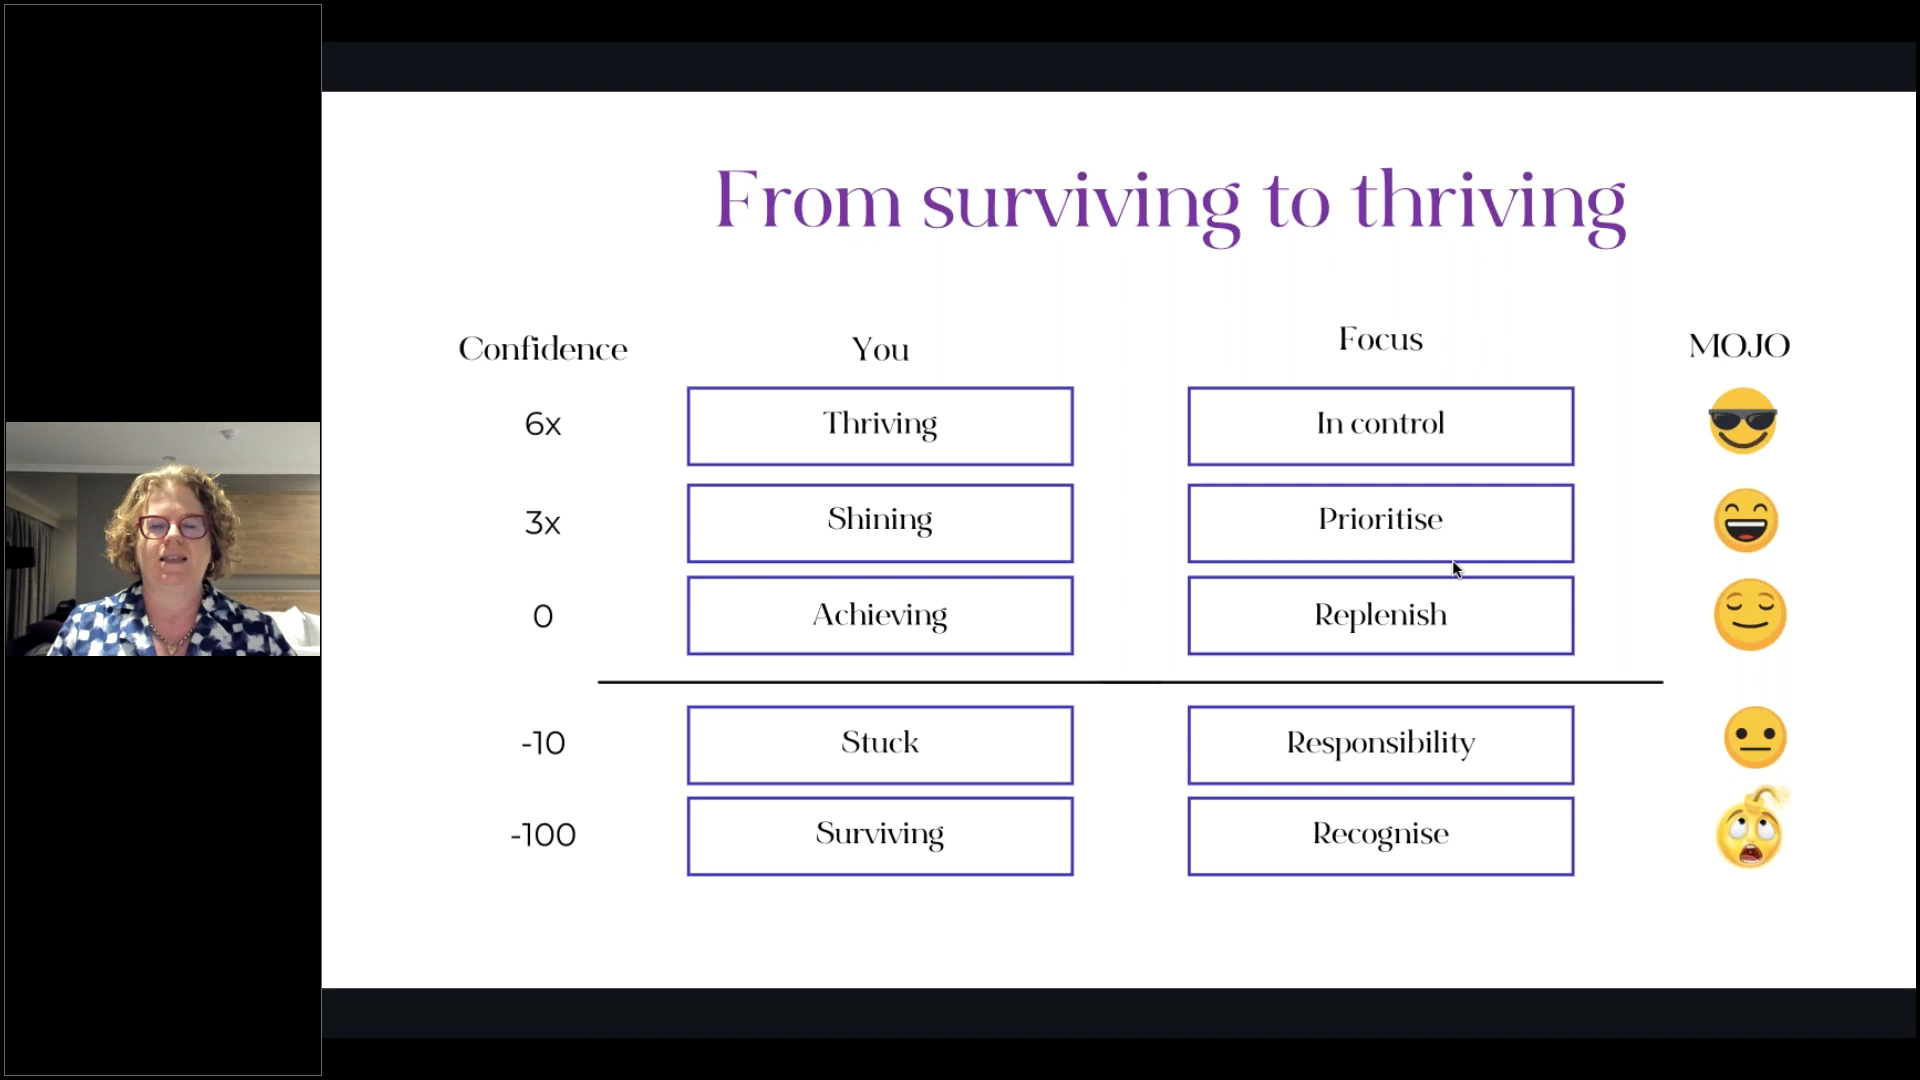 From surviving to thriving
Confidence You Focus MOJO
6x Thriving In control
3x Shining Prioritise
0 Achieving Replenish
-10 Stuck Responsibility
-100 Surviving Recognise